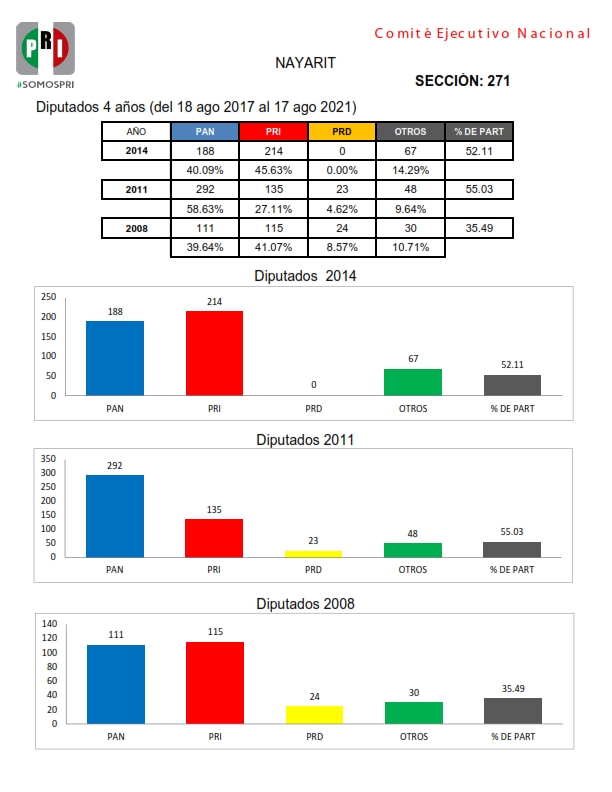 Comité Ejecutivo Nacional
PRI
#SOMOSPRI
NAYARIT
SECCIÓN: 271
Diputados 4 años (del 18 ago 2017 al 17 ago 2021)
AÑO PAN PRI PRD OTROS % DE PART
2014 188 214 0 67 52.11
40.09% 45.63% 0.00% 14.29%
2011 292 135 23 48 55.03
58.63% 27.11% 4.62% 9.64%
2008 111 115 24 30 35.49
39.64% 41.07% 8.57% 10.71%
Diputados 2014
250
200
150
100
50
0
188 214 0 67 52.11
PAN PRI PRD OTROS % DE PART
Diputados 2011
350
300
250
200
150
100
50
0
292 135 23 48 55.03
PAN PRI PRD OTROS % DE PART
Diputados 2008
140
120
100
80
60
40
20
0
111 115 24 30 35.49
PAN PRI PRD OTROS % DE PART